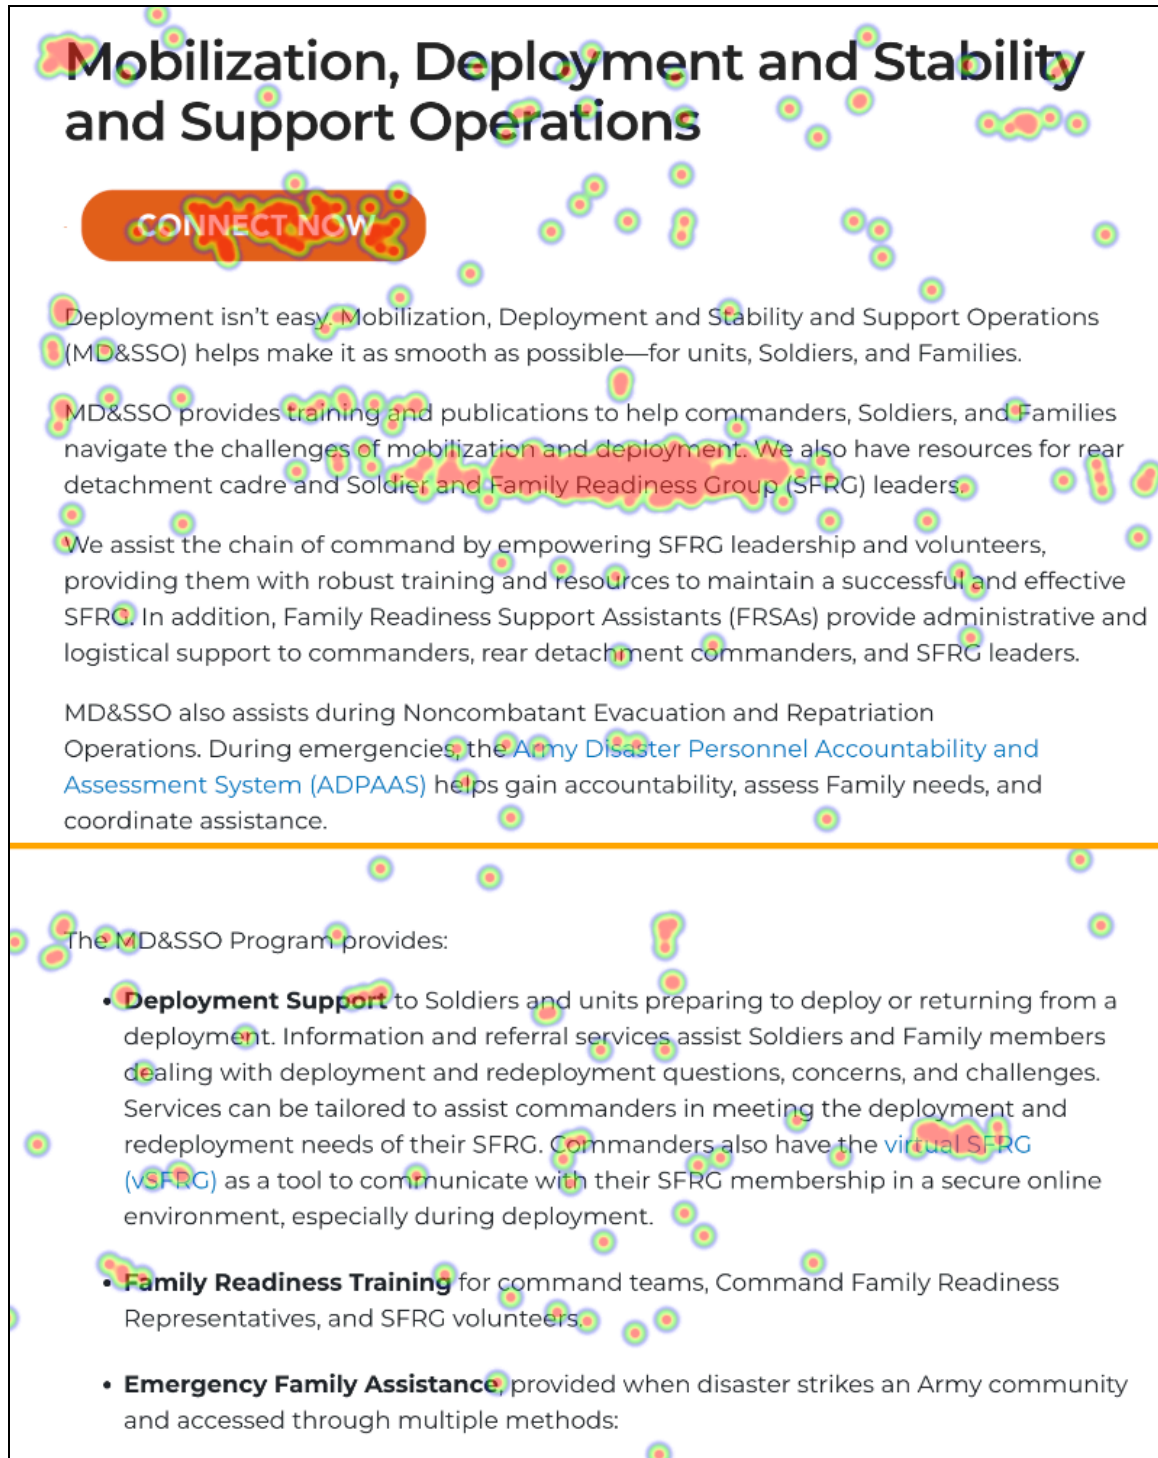 Mobilization, Deployment and Stability
and Support Operations
CONNECT NOW
Deployment isn't easy. Mobilization, Deployment and Stability and Support Operations
(MD&SSO) helps make it as smooth as possible—for units, Soldiers, and Families.
MD&SSO provides training and publications to help commanders, Soldiers, and Families
navigate the challenges of mobilization and deployment. We also have resources for rear
detachment cadre and Soldier and Family Readiness Group (SFRG) leaders.
We assist the chain of command by empowering SFRG leadership and volunteers,
providing them with robust training and resources to maintain a successful and effective
SFRG. In addition, Family Readiness Support Assistants (FRSAs) provide administrative and
logistical support to commanders, rear detachment commanders, and SFRG leaders.
MD&SSO also assists during Noncombatant Evacuation and Repatriation
Operations. During emergencies, the Army Disaster Personnel Accountability and
Assessment System (ADPAAS) helps gain accountability, assess Family needs, and
coordinate assistance.
The MD&SSO Program provides:
• Deployment Support to Soldiers and units preparing to deploy or returning from a
deployment. Information and referral services assist Soldiers and Family members
dealing with deployment and redeployment questions, concerns, and challenges.
Services can be tailored to assist commanders in meeting the deployment and
redeployment needs of their SFRG. Commanders also have the virtual SFRG
(vSFRG) as a tool to communicate with their SFRG membership in a secure online
environment, especially during deployment.
• Family Readiness Training for command teams, Command Family Readiness
Representatives, and SFRG volunteers.
• Emergency Family Assistance, provided when disaster strikes an Army community
and accessed through multiple methods: